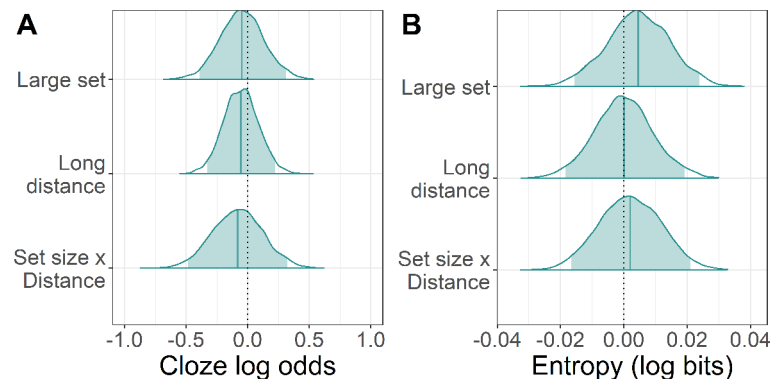 A
Large set
Long
distance
Set size x
Distance
-1.0 -0.5 0.0 0.5 1.0
Cloze log odds
B
Large set
Long
distance
Set size x
Distance
-0.04 -0.02 0.00 0.02 0.04
Entropy (log bits)